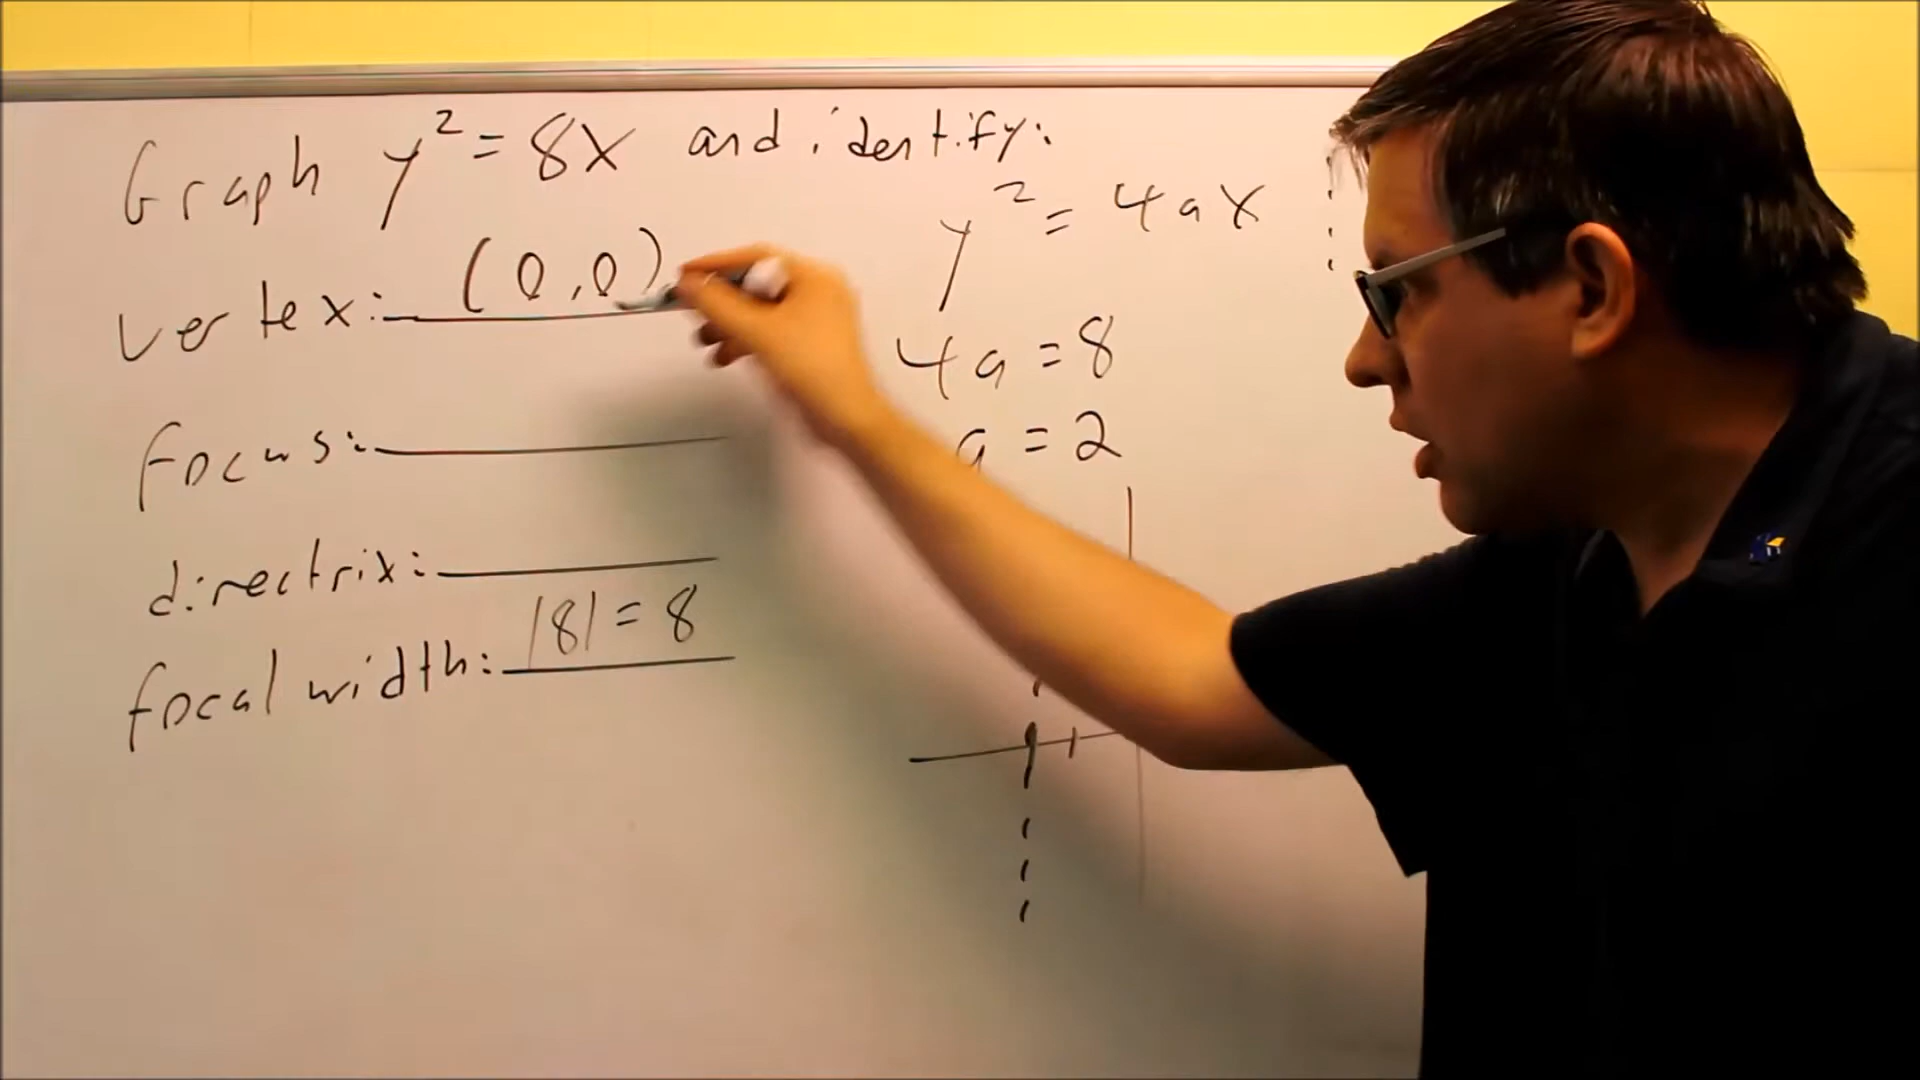 Graph y² = 8x and identify:
vertex: (0,0)
focus:
directrix:
focal width: |8| = 8
y² = 4ax
4a = 8
a = 2